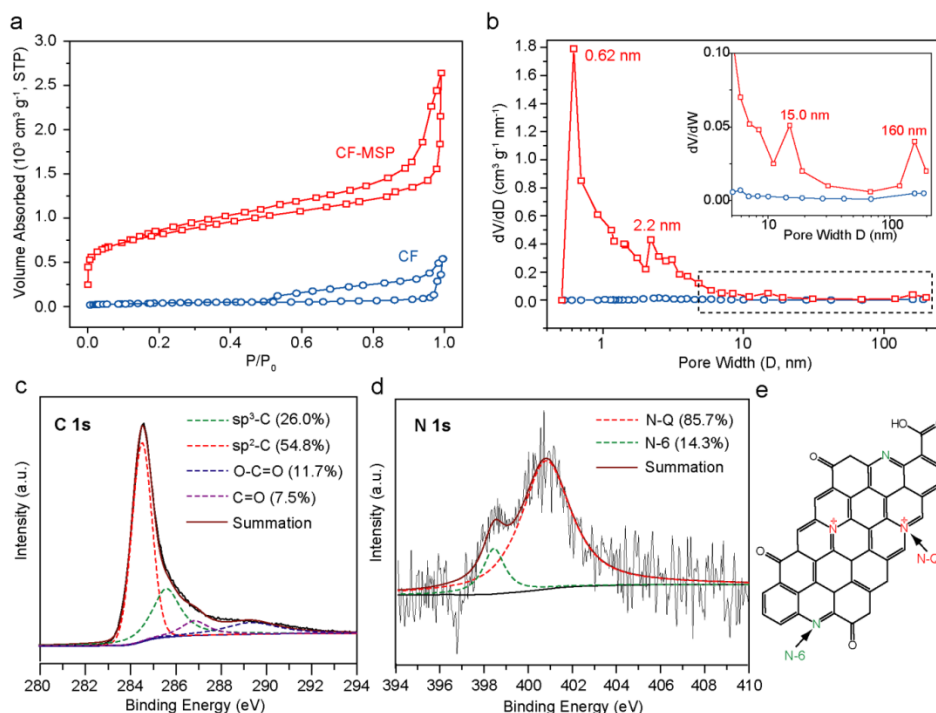 a
3.0
2.5
2.0
1.5
1.0
0.5
0.0
Volume Absorbed (10³ cm³ g⁻¹, STP)
CF-MSP
CF
0.0 0.2 0.4 0.6 0.8 1.0
P/P₀
b
1.8
1.6
1.4
1.2
1.0
0.8
0.6
0.4
0.2
0.0
dV/dD (cm³ g⁻¹ nm⁻¹)
0.62 nm
2.2 nm
1 10 100
Pore Width (D, nm)
0.10
0.05
0.00
dV/dW
15.0 nm
160 nm
10 100
Pore Width D (nm)
c
C 1s
sp³-C (26.0%)
sp²-C (54.8%)
O-C=O (11.7%)
C=O (7.5%)
Summation
Intensity (a.u.)
280 282 284 286 288 290 292 294
Binding Energy (eV)
d
N 1s
N-Q (85.7%)
N-6 (14.3%)
Summation
Intensity (a.u.)
394 396 398 400 402 404 406 408 410
Binding Energy (eV)
e
HO
N
O
N⁺
N⁺
N-Q
O
N
O
N-6